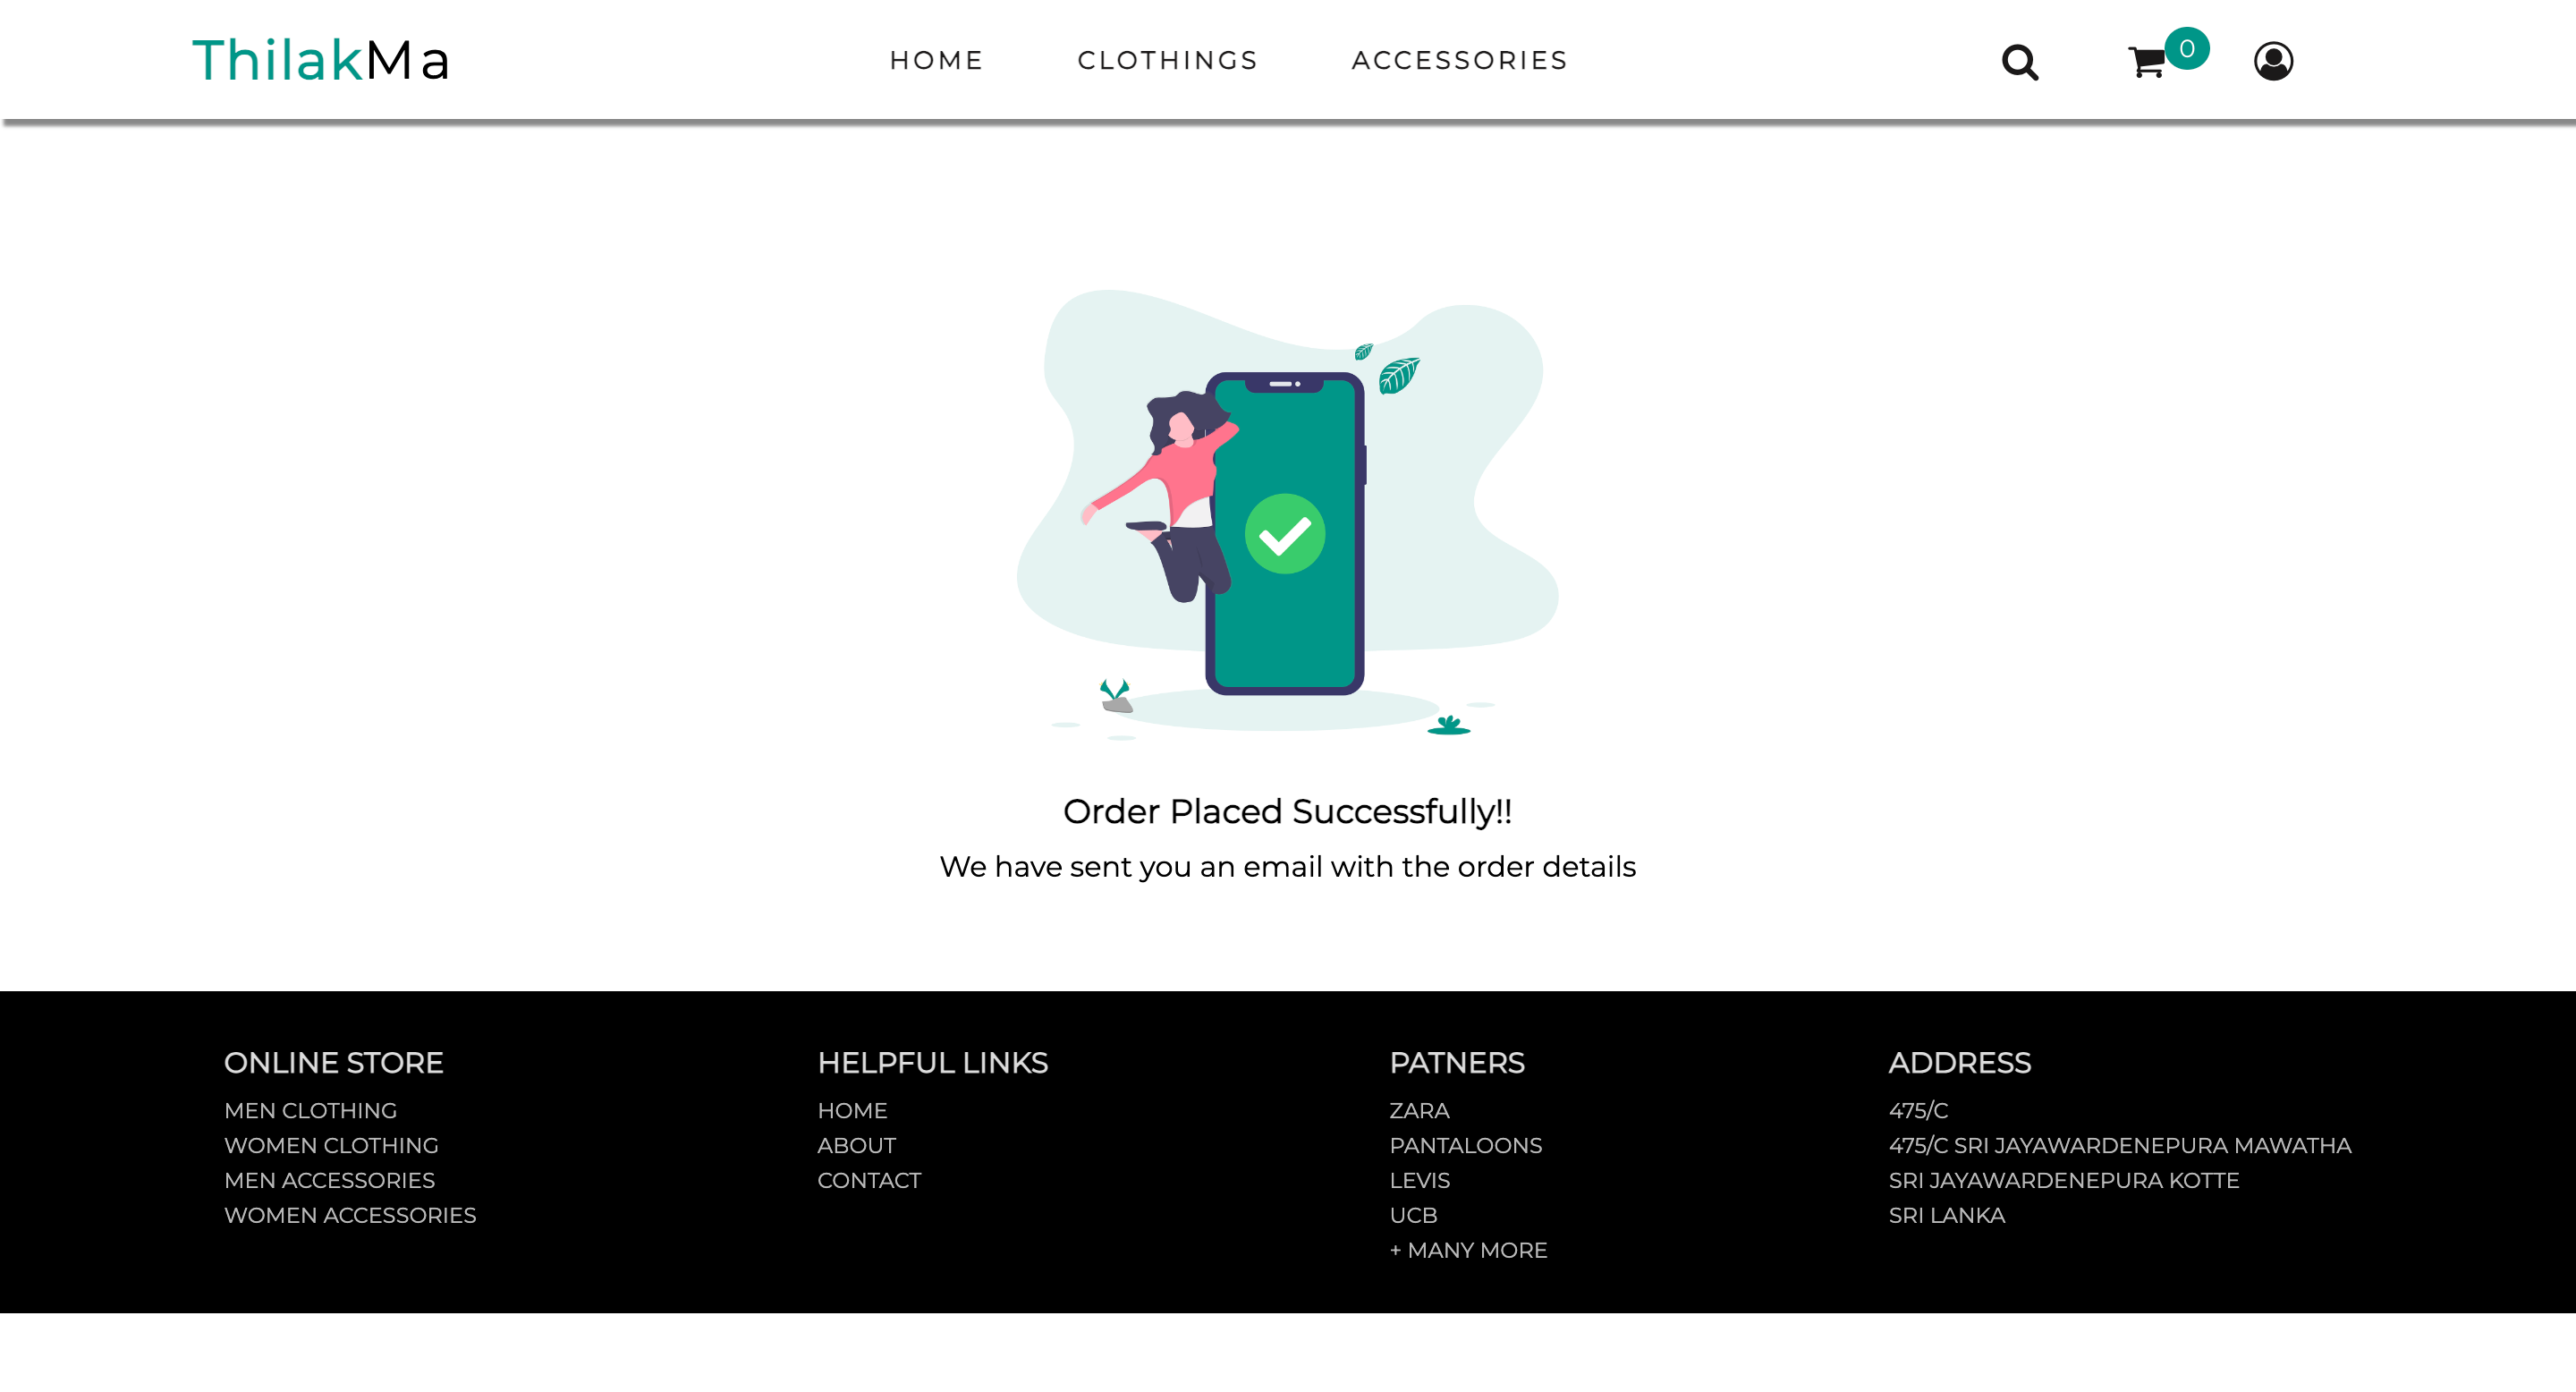 ThilakMa
HOME CLOTHINGS ACCESSORIES
0
Order Placed Successfully!!
We have sent you an email with the order details
ONLINE STORE
MEN CLOTHING
WOMEN CLOTHING
MEN ACCESSORIES
WOMEN ACCESSORIES
HELPFUL LINKS
HOME
ABOUT
CONTACT
PATNERS
ZARA
PANTALOONS
LEVIS
UCB
+ MANY MORE
ADDRESS
475/C
475/C SRI JAYAWARDENEPURA MAWATHA
SRI JAYAWARDENEPURA KOTTE
SRI LANKA